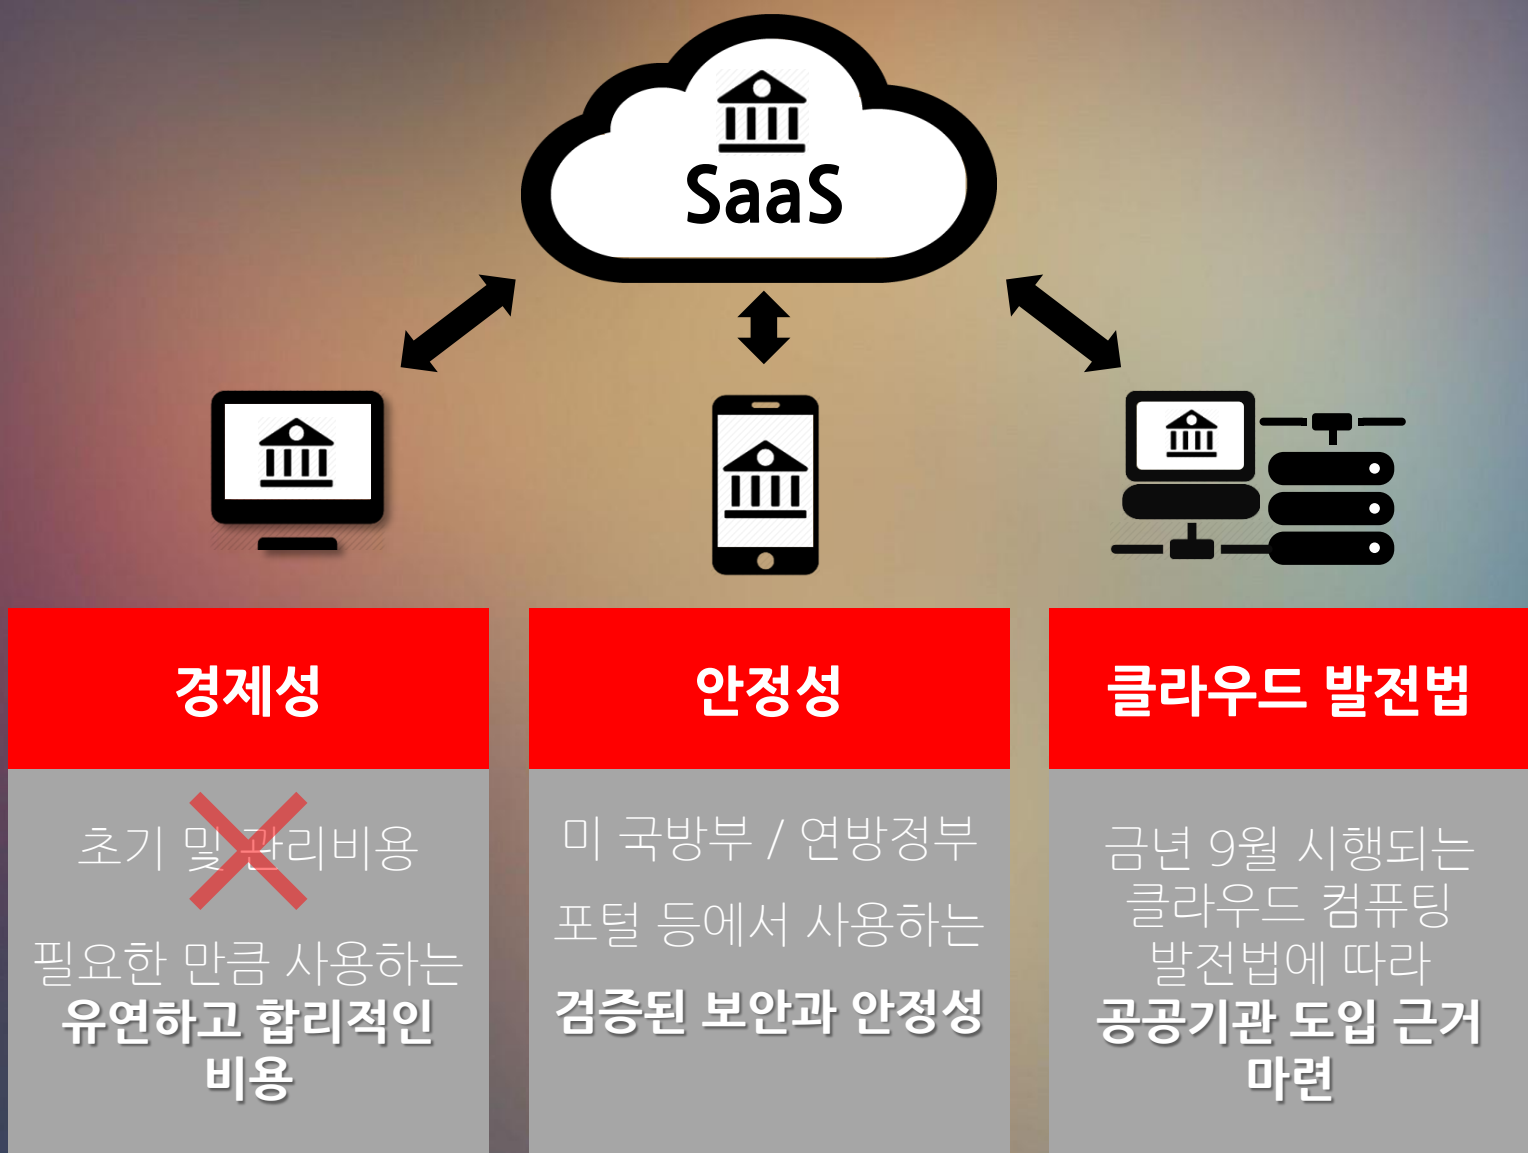 SaaS
경제성
초기 및 관리비용
필요한 만큼 사용하는
유연하고 합리적인
비용
안정성
미 국방부 / 연방정부
포털 등에서 사용하는
검증된 보안과 안정성
클라우드 발전법
금년 9월 시행되는
클라우드 컴퓨팅
발전법에 따라
공공기관 도입 근거
마련